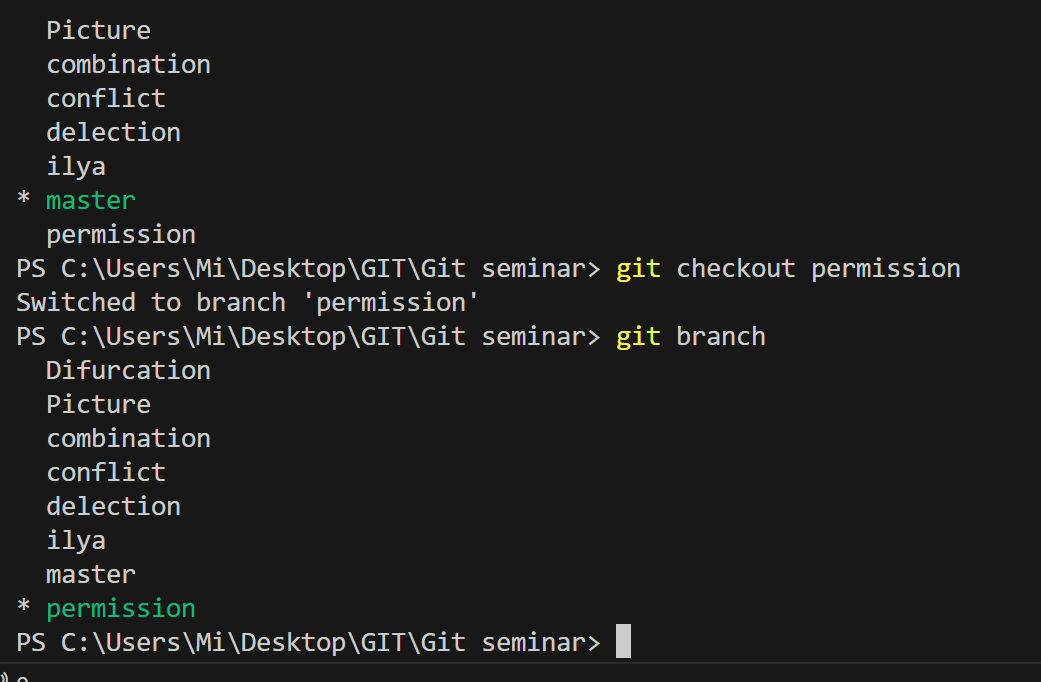 Picture
combination
conflict
delection
ilya
* master
permission
PS C:\Users\Mi\Desktop\GIT\Git seminar> git checkout permission
Switched to branch 'permission'
PS C:\Users\Mi\Desktop\GIT\Git seminar> git branch
Difurcation
Picture
combination
conflict
delection
ilya
master
* permission
PS C:\Users\Mi\Desktop\GIT\Git seminar>